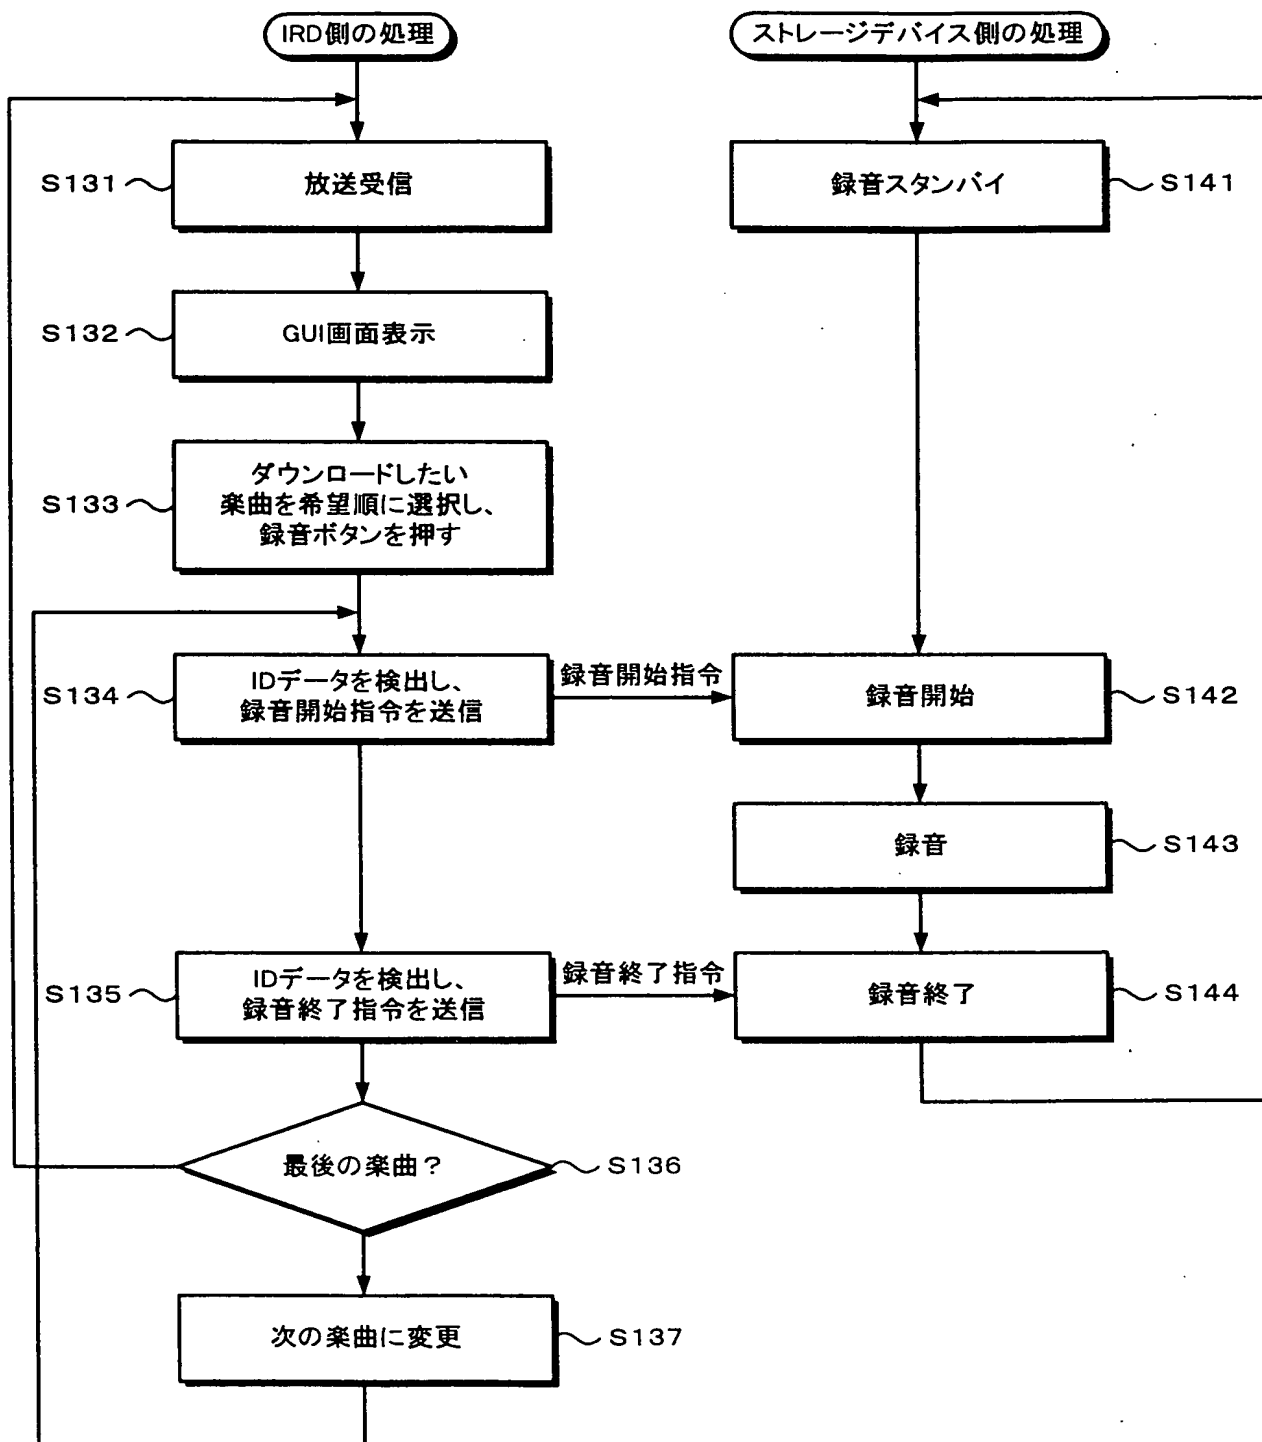 IRD側の処理
ストレージデバイス側の処理
S131
放送受信
録音スタンバイ
S141
S132
GUI画面表示
S133
ダウンロードしたい
楽曲を希望順に選択し、
録音ボタンを押す
S134
IDデータを検出し、
録音開始指令を送信
録音開始指令
録音開始
S142
録音
S143
S135
IDデータを検出し、
録音終了指令を送信
録音終了指令
録音終了
S144
最後の楽曲?
S136
次の楽曲に変更
S137